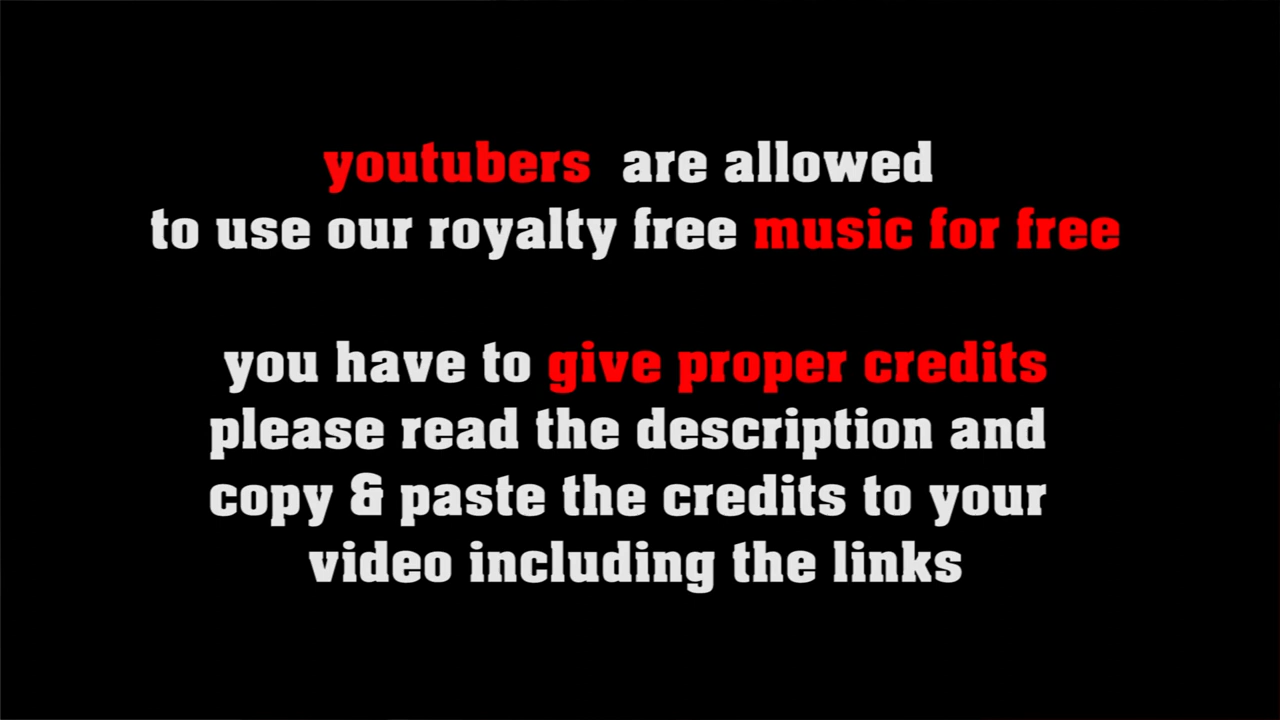 youtubers are allowed
to use our royalty free music for free
you have to give proper credits
please read the description and
copy & paste the credits to your
video including the links